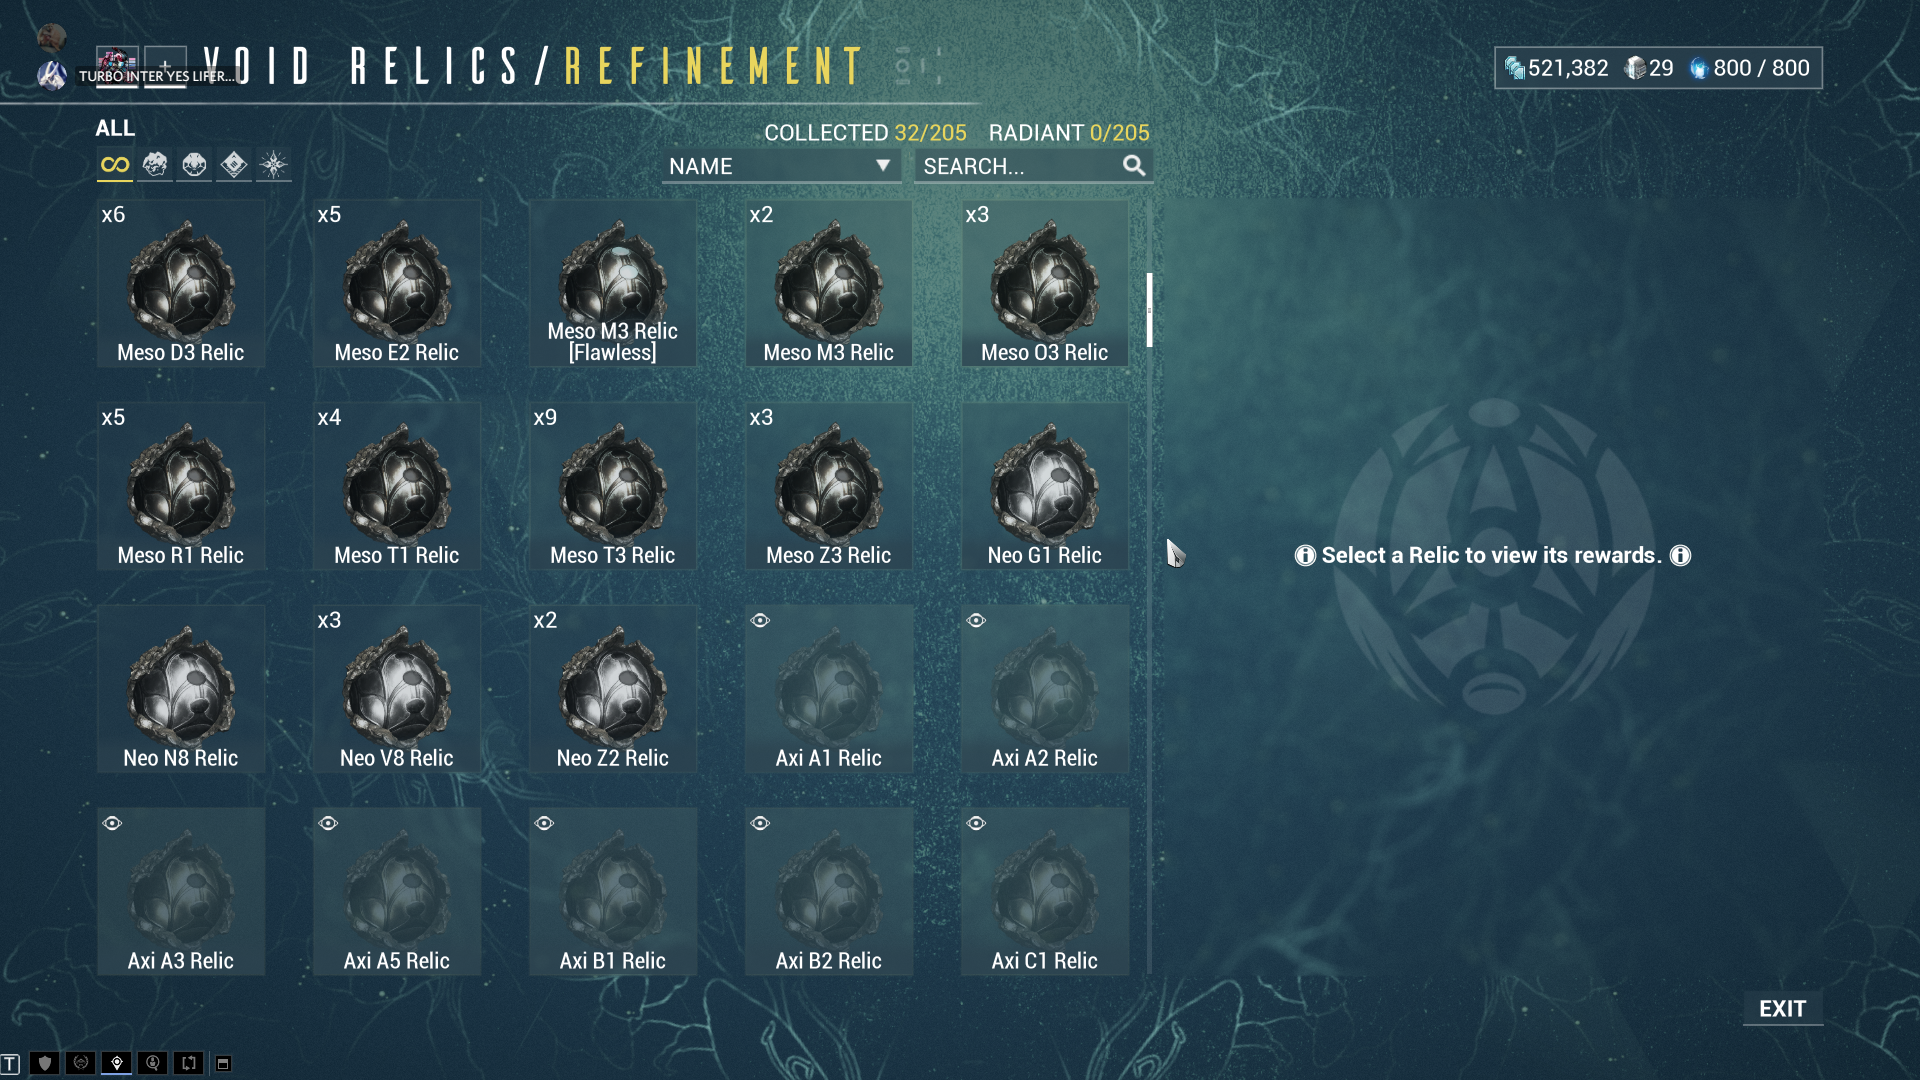 VOID RELICS/REFINEMENT
TURBO INTER YES LIFER...
521,382 29 800 / 800
ALL
COLLECTED 32/205 RADIANT 0/205
NAME
SEARCH...
x6
x5
x2
x3
Meso D3 Relic
Meso E2 Relic
Meso M3 Relic
[Flawless]
Meso M3 Relic
Meso O3 Relic
x5
x4
x9
x3
Meso R1 Relic
Meso T1 Relic
Meso T3 Relic
Meso Z3 Relic
Neo G1 Relic
Select a Relic to view its rewards.
x3
x2
Neo N8 Relic
Neo V8 Relic
Neo Z2 Relic
Axi A1 Relic
Axi A2 Relic
Axi A3 Relic
Axi A5 Relic
Axi B1 Relic
Axi B2 Relic
Axi C1 Relic
EXIT
T